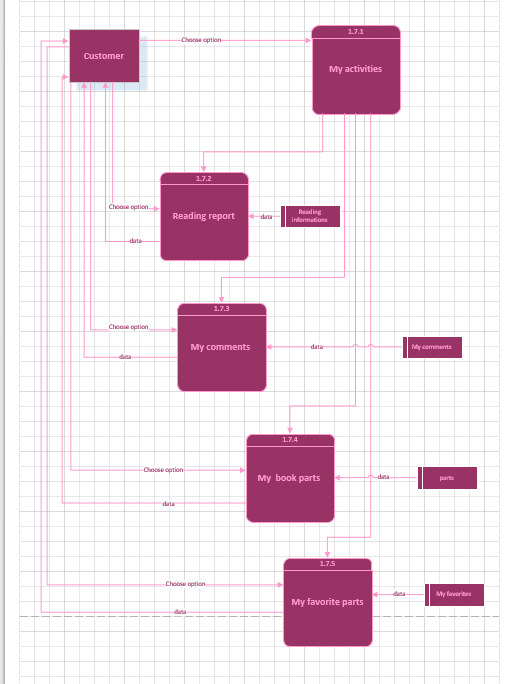 1.7.1
Customer
Choose option
My activities
1.7.2
Choose option
Reading report
data
Reading
informations
data
1.7.3
Choose option
My comments
data
My comments
data
1.7.4
Choose option
My book parts
data
parts
data
1.7.5
Choose option
My favorite parts
data
My favorites
data